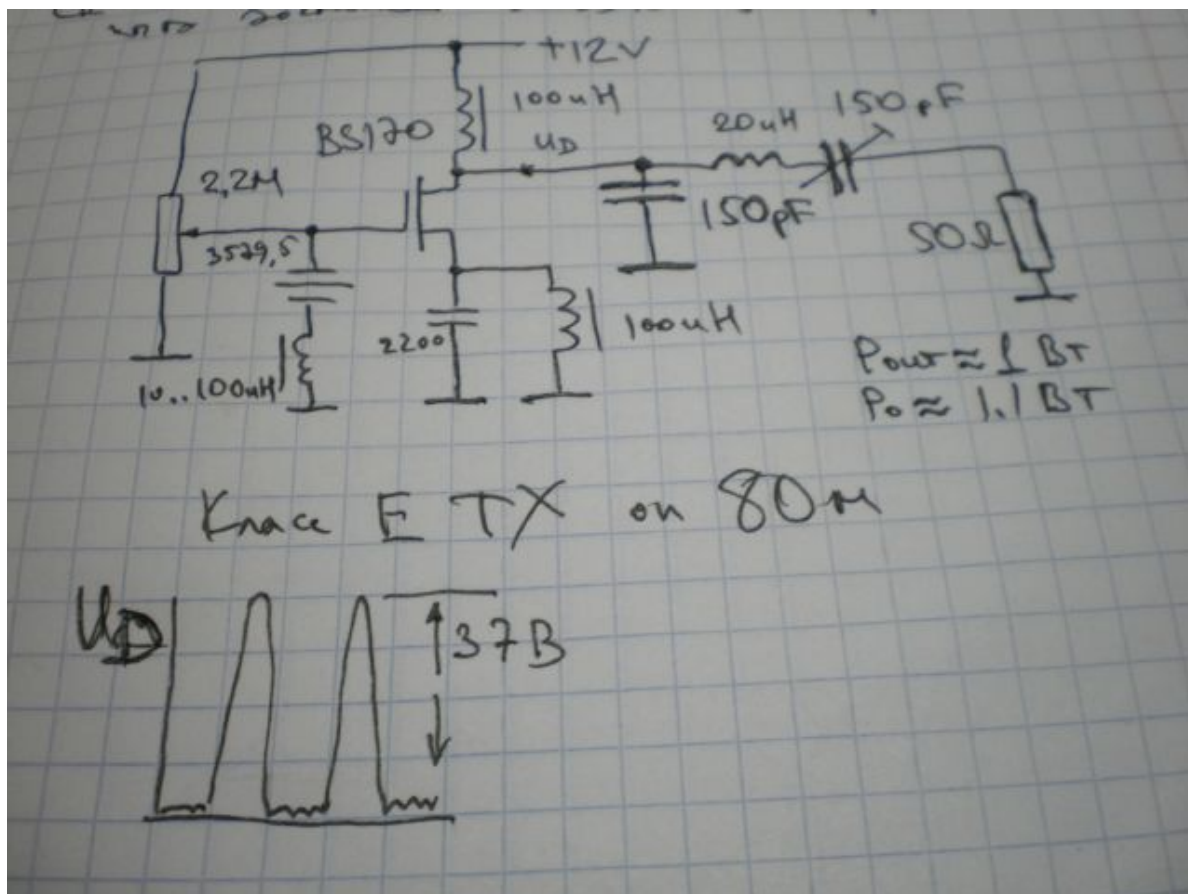 +12V
100uH
BS170
UD
20uH
150pF
2,2M
3579,5
150pF
50Ω
2200
100uH
10..100uH
Pout ≈ 1 Вт
Po ≈ 1.1 Вт
Класс E TX on 80м
UD
37В